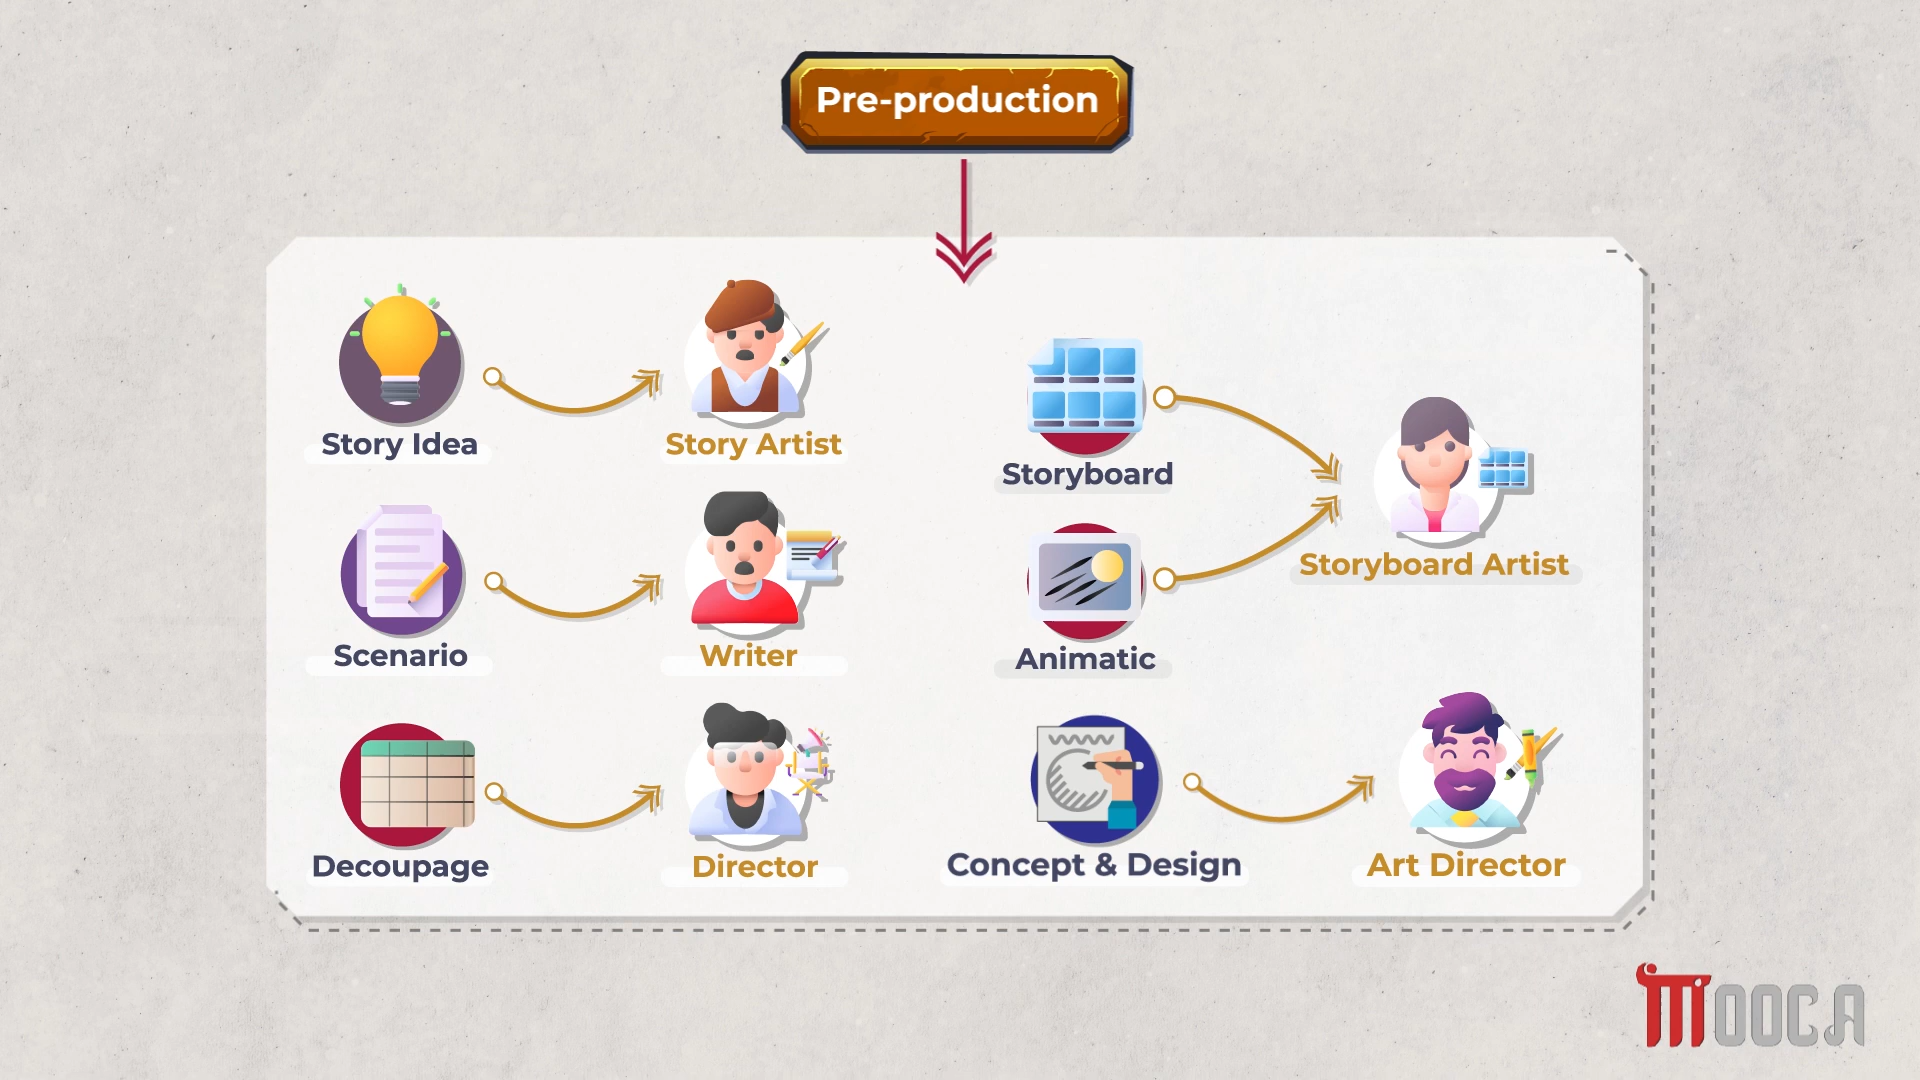 Pre-production
Story Idea
Story Artist
Scenario
Writer
Decoupage
Director
Storyboard
Animatic
Storyboard Artist
Concept & Design
Art Director
MOOCA